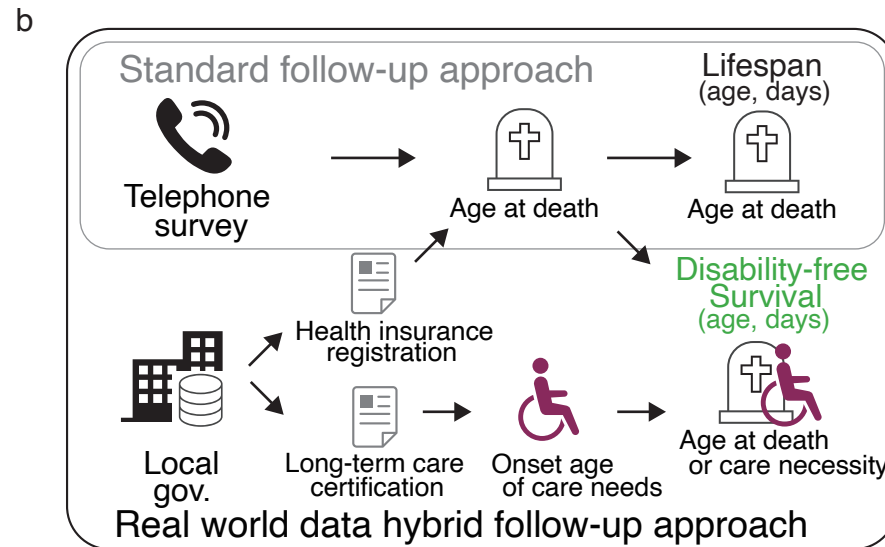 b
Standard follow-up approach
Lifespan
(age, days)
Telephone
survey
Age at death
Age at death
Disability-free
Survival
(age, days)
Health insurance
registration
Local
gov.
Long-term care
certification
Onset age
of care needs
Age at death
or care necessity
Real world data hybrid follow-up approach